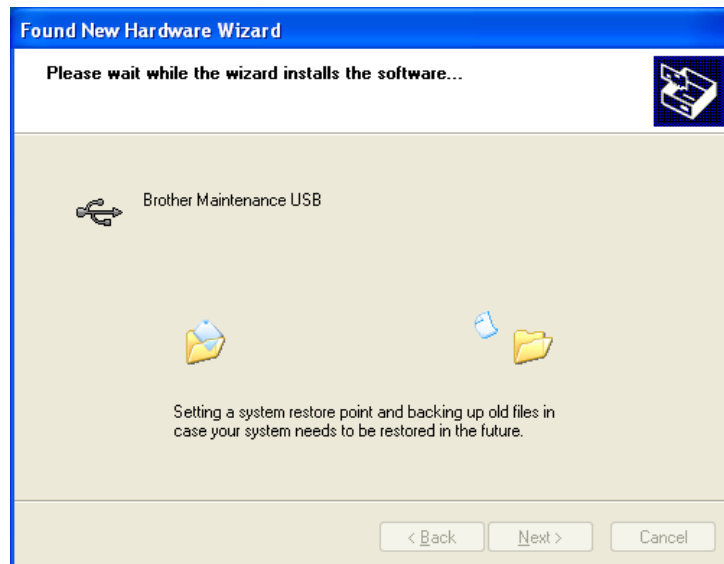 Found New Hardware Wizard
Please wait while the wizard installs the software...
Brother Maintenance USB
Setting a system restore point and backing up old files in
case your system needs to be restored in the future.
< Back
Next >
Cancel